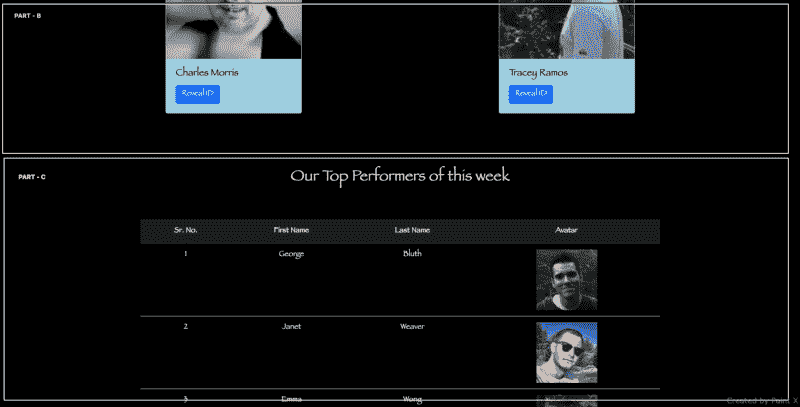 PART - B
Charles Morris
Tracey Ramos
Reveal ID
Reveal ID
PART - C
Our Top Performers of this week
Sr. No. First Name Last Name Avatar
1 George Bluth
2 Janet Weaver
3 Emma Wong
Created by Paint X